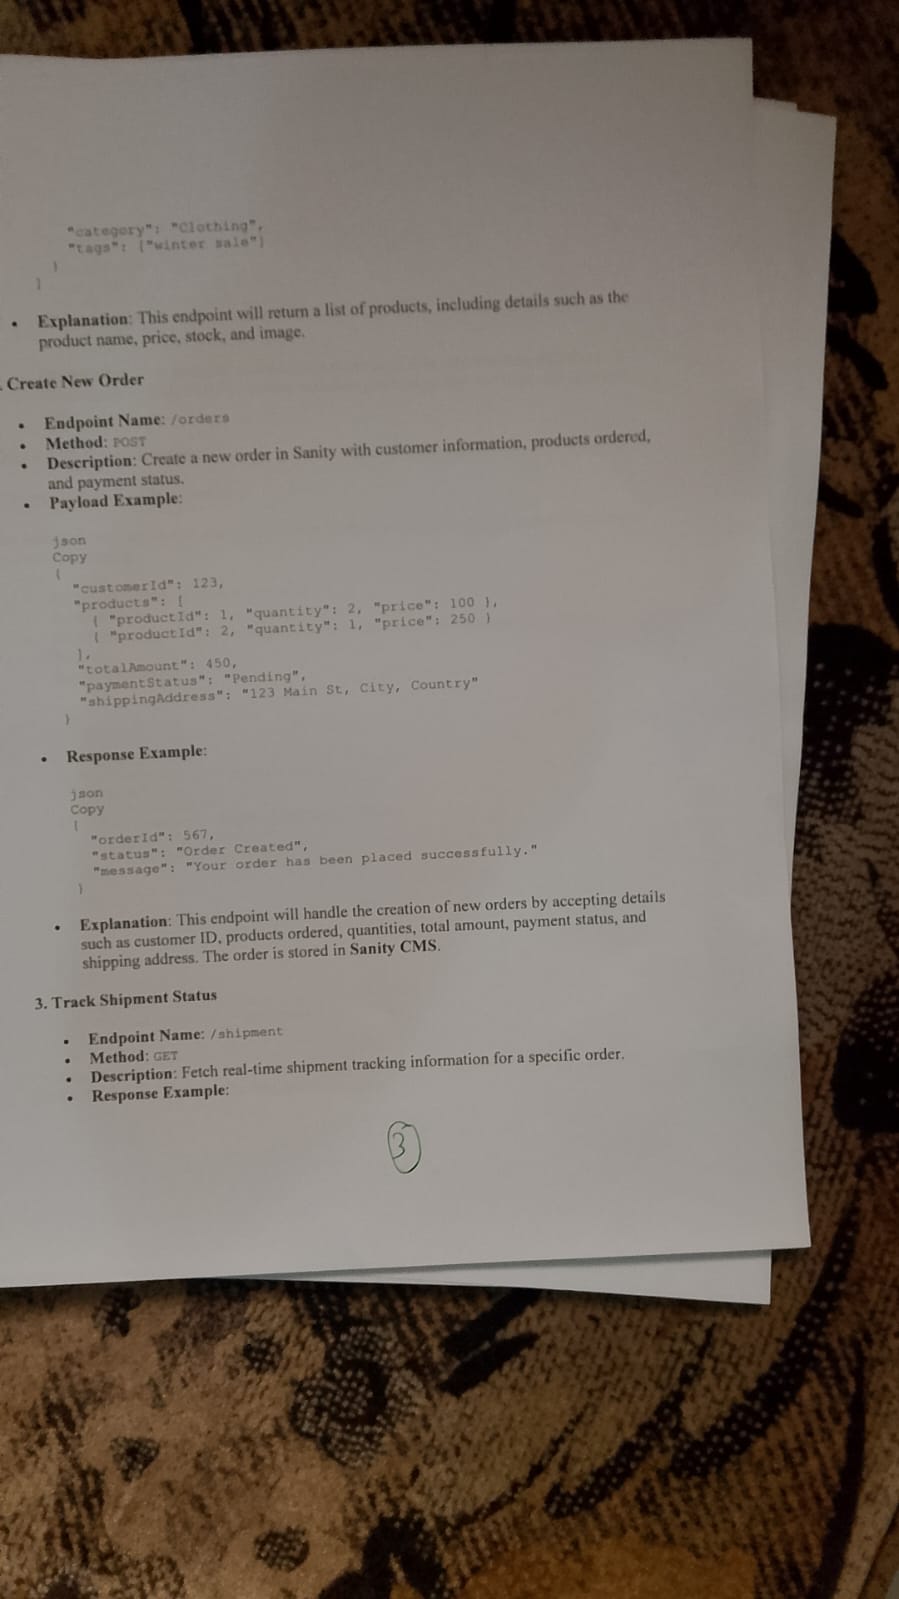 "category": "Clothing",
"tags": ["winter sale"]
}
]
• Explanation: This endpoint will return a list of products, including details such as the
product name, price, stock, and image.
. Create New Order
• Endpoint Name: /orders
• Method: POST
• Description: Create a new order in Sanity with customer information, products ordered,
and payment status.
• Payload Example:
json
Copy
{
"customerId": 123,
"products": [
{ "productId": 1, "quantity": 2, "price": 100 },
{ "productId": 2, "quantity": 1, "price": 250 }
],
"totalAmount": 450,
"paymentStatus": "Pending",
"shippingAddress": "123 Main St, City, Country"
}
• Response Example:
json
Copy
{
"orderId": 567,
"status": "Order Created",
"message": "Your order has been placed successfully."
}
• Explanation: This endpoint will handle the creation of new orders by accepting details
such as customer ID, products ordered, quantities, total amount, payment status, and
shipping address. The order is stored in Sanity CMS.
3. Track Shipment Status
• Endpoint Name: /shipment
• Method: GET
• Description: Fetch real-time shipment tracking information for a specific order.
• Response Example:
3